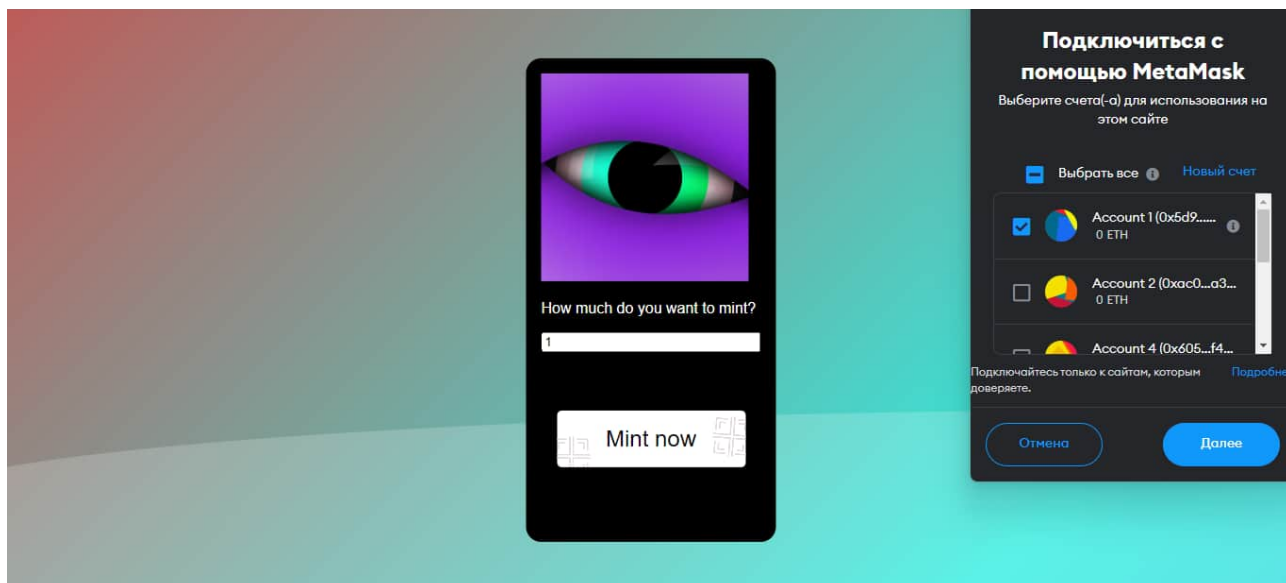 How much do you want to mint?
1
Mint now
Подключиться с
помощью MetaMask
Выберите счета(-а) для использования на
этом сайте
Выбрать все Новый счет
Account 1 (0x5d9......
0 ETH
Account 2 (0xac0...a3...
0 ETH
Account 4 (0x605...f4...
Подключайтесь только к сайтам, которым Подробне
доверяете.
Отмена Далее